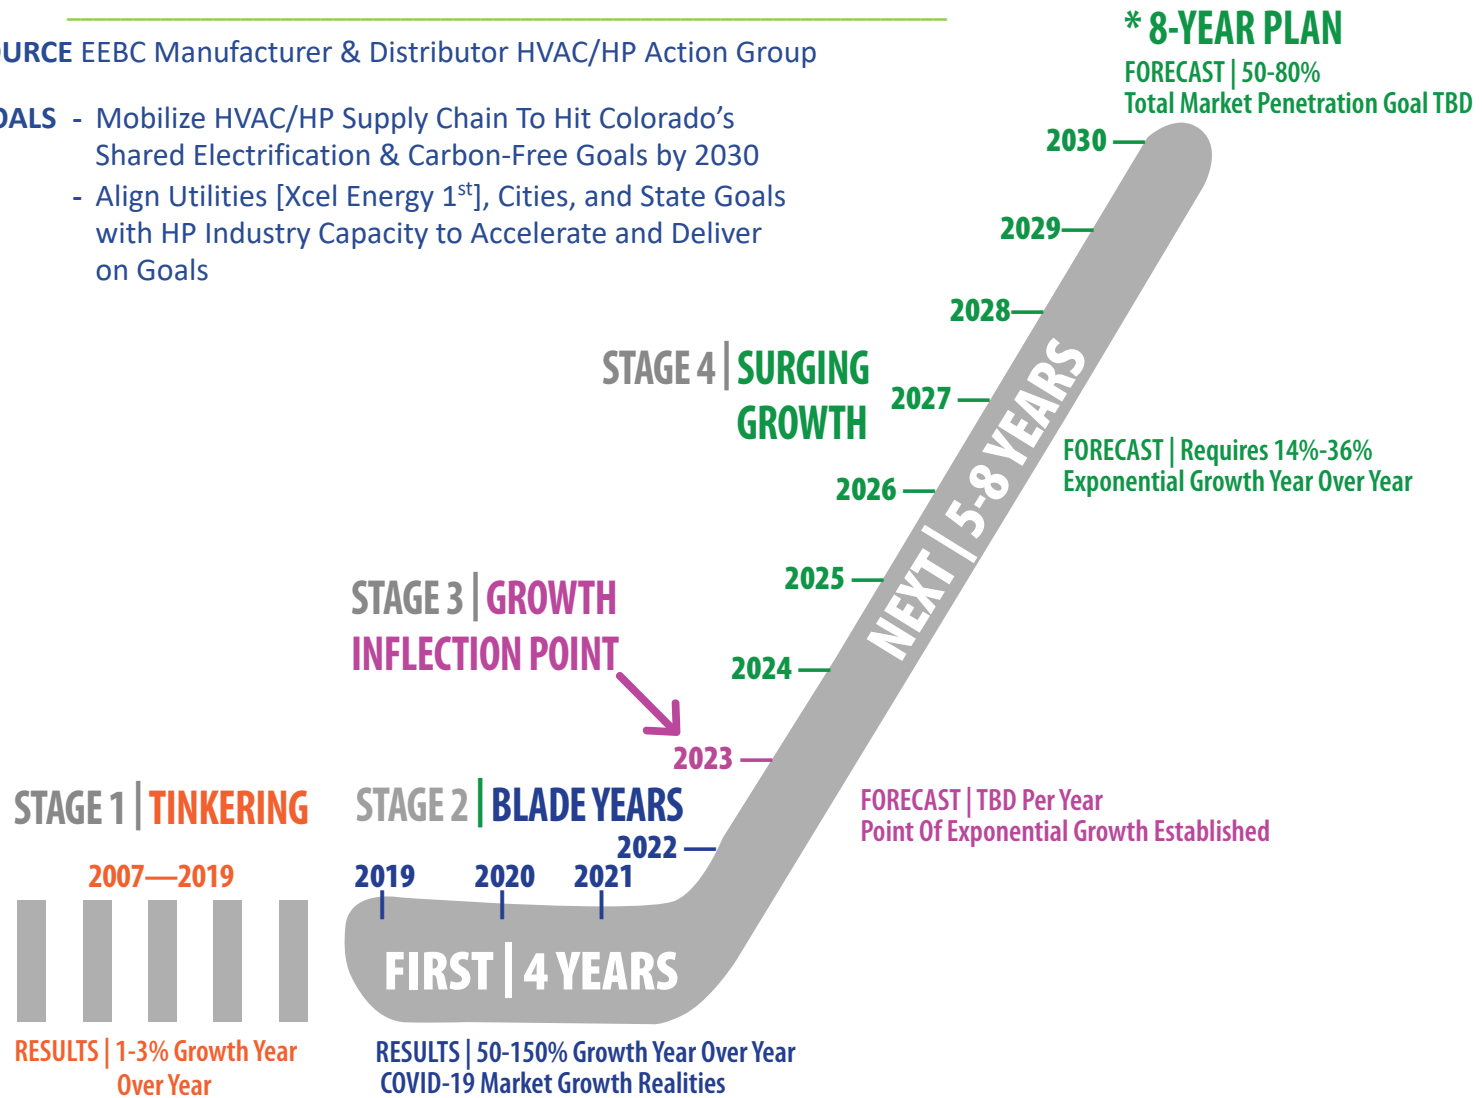 OURCE EEBC Manufacturer & Distributor HVAC/HP Action Group
OALS - Mobilize HVAC/HP Supply Chain To Hit Colorado’s
Shared Electrification & Carbon-Free Goals by 2030
- Align Utilities [Xcel Energy 1st], Cities, and State Goals
with HP Industry Capacity to Accelerate and Deliver
on Goals
* 8-YEAR PLAN
FORECAST | 50-80%
Total Market Penetration Goal TBD
2030
2029
2028
STAGE 4 | SURGING
GROWTH
2027
NEXT | 5-8 YEARS
FORECAST | Requires 14%-36%
Exponential Growth Year Over Year
2026
2025
STAGE 3 | GROWTH
INFLECTION POINT
2024
2023
FORECAST | TBD Per Year
Point Of Exponential Growth Established
STAGE 1 | TINKERING
2007—2019
RESULTS | 1-3% Growth Year
Over Year
STAGE 2 | BLADE YEARS
2022
2019 2020 2021
FIRST | 4 YEARS
RESULTS | 50-150% Growth Year Over Year
COVID-19 Market Growth Realities